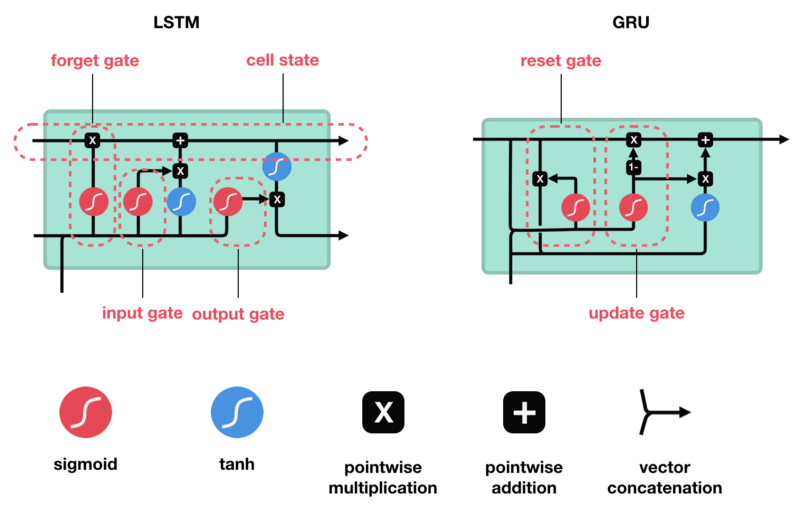 LSTM
GRU
forget gate
cell state
reset gate
x
+
x
x
x
1-
+
x
x
input gate
output gate
update gate
X
+
sigmoid
tanh
pointwise
multiplication
pointwise
addition
vector
concatenation